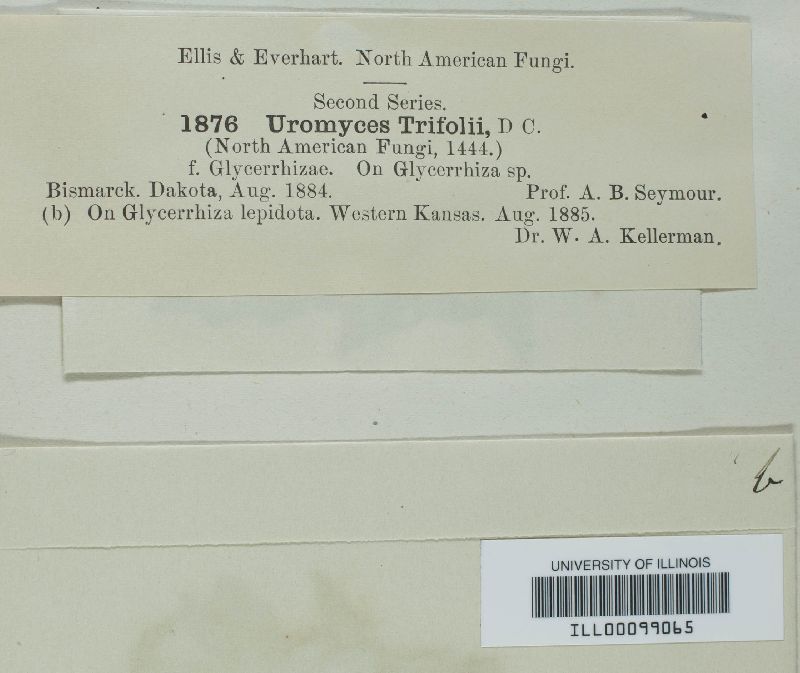 Ellis & Everhart. North American Fungi.
Second Series.
1876 Uromyces Trifolii, D C.
(North American Fungi, 1444.)
f. Glycerrhizae. On Glycerrhiza sp.
Bismarck. Dakota, Aug. 1884. Prof. A. B. Seymour.
(b) On Glycerrhiza lepidota. Western Kansas. Aug. 1885.
Dr. W. A. Kellerman.
b
UNIVERSITY OF ILLINOIS
ILL00099065